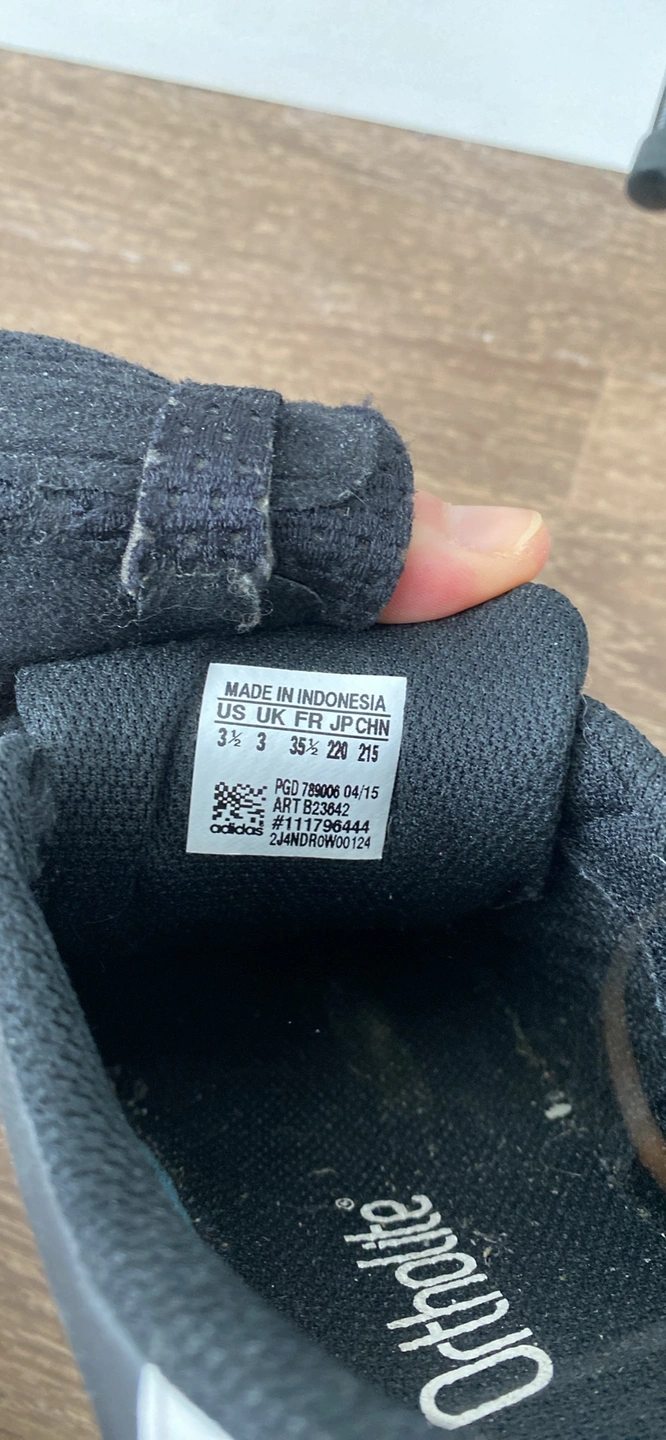 MADE IN INDONESIA
US UK FR JP CHN
3½ 3 35½ 220 215
PGD 789006 04/15
ART B23642
#111796444
adidas
2J4NDR0W00124
Ortholite®